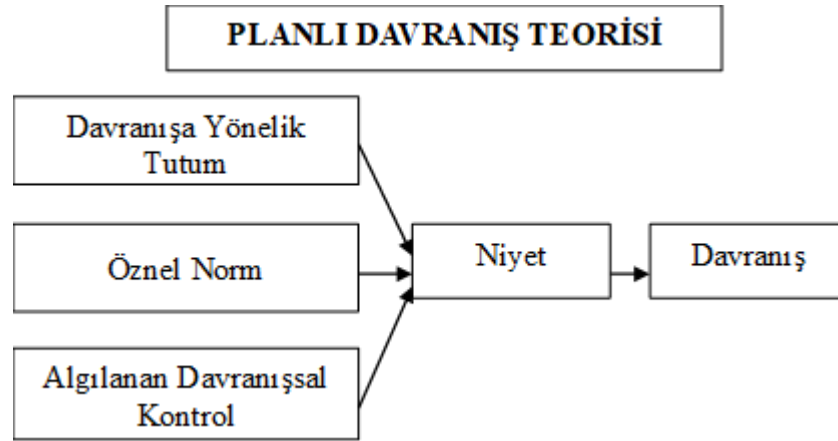 PLANLI DAVRANIŞ TEORİSİ
Davranışa Yönelik
Tutum
Öznel Norm
Algılanan Davranışsal
Kontrol
Niyet
Davranış